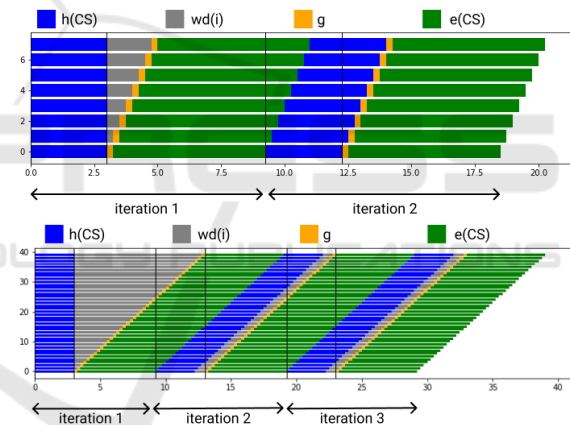 h(CS) wd(i) g e(CS)
6
4
2
0
0.0 2.5 5.0 7.5 10.0 12.5 15.0 17.5 20.0
iteration 1 iteration 2
h(CS) wd(i) g e(CS)
40
30
20
10
0
0 5 10 15 20 25 30 35 40
iteration 1 iteration 2 iteration 3